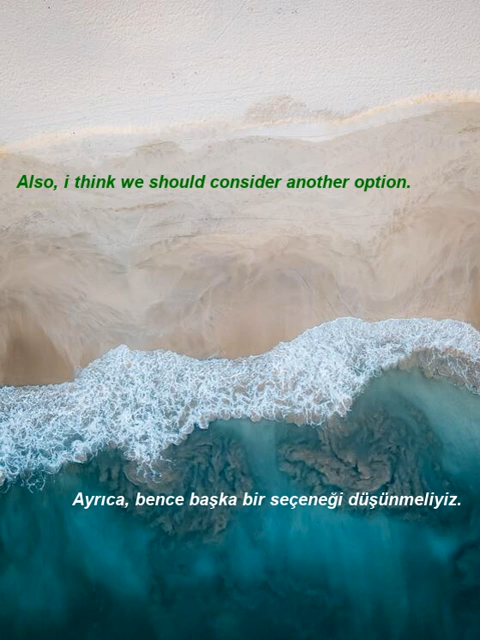 Also, i think we should consider another option.
Ayrıca, bence başka bir seçeneği düşünmeliyiz.